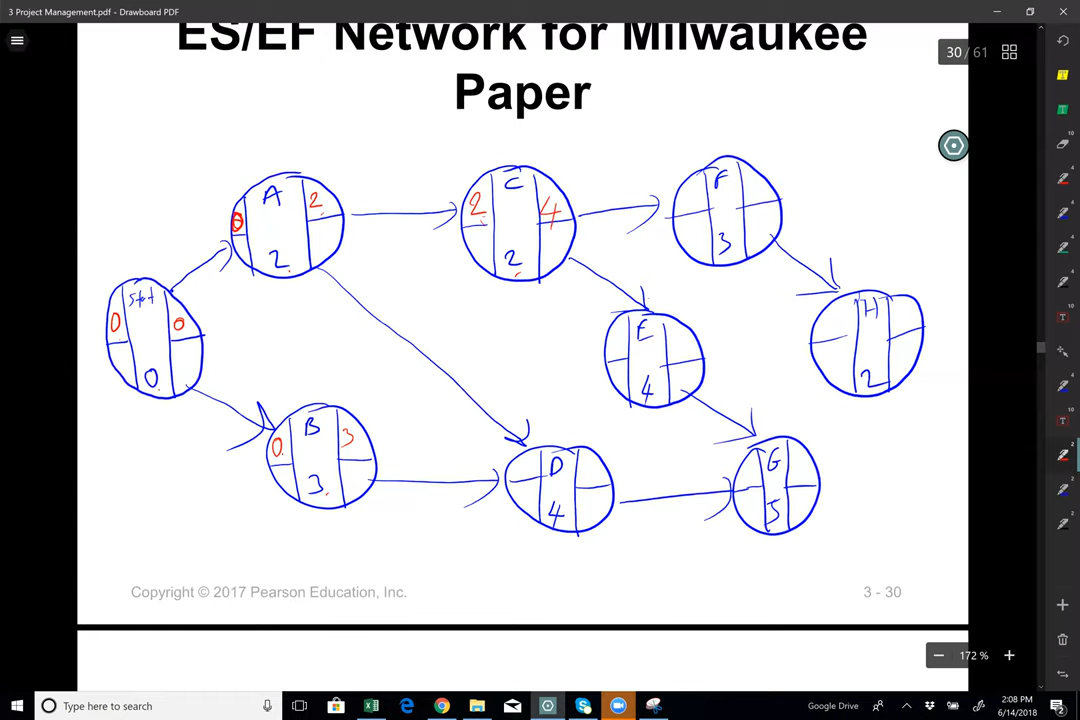 3 Project Management.pdf — Drawboard PDF
ES/EF Network for Milwaukee
Paper
30 / 61
A
0 2
2
C
2 4
2
F
3
Strt
0 0
0
E
4
H
2
B
0 3
3
D
4
G
5
Copyright © 2017 Pearson Education, Inc.
3 - 30
172 %
Type here to search
Google Drive
2:08 PM
6/14/2018